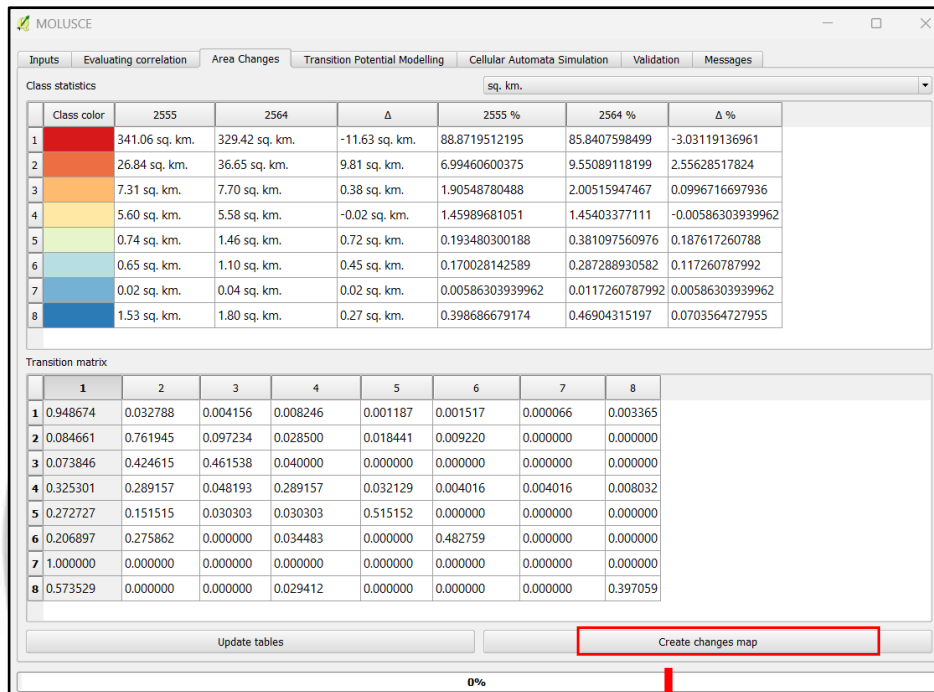 MOLUSCE
Inputs Evaluating correlation Area Changes Transition Potential Modelling Cellular Automata Simulation Validation Messages
Class statistics sq. km.
Class color 2555 2564 Δ 2555 % 2564 % Δ %
1 341.06 sq. km. 329.42 sq. km. -11.63 sq. km. 88.8719512195 85.8407598499 -3.03119136961
2 26.84 sq. km. 36.65 sq. km. 9.81 sq. km. 6.99460600375 9.55089118199 2.55628517824
3 7.31 sq. km. 7.70 sq. km. 0.38 sq. km. 1.90548780488 2.00515947467 0.0996716697936
4 5.60 sq. km. 5.58 sq. km. -0.02 sq. km. 1.45989681051 1.45403377111 -0.00586303939962
5 0.74 sq. km. 1.46 sq. km. 0.72 sq. km. 0.193480300188 0.381097560976 0.187617260788
6 0.65 sq. km. 1.10 sq. km. 0.45 sq. km. 0.170028142589 0.287288930582 0.117260787992
7 0.02 sq. km. 0.04 sq. km. 0.02 sq. km. 0.00586303939962 0.0117260787992 0.00586303939962
8 1.53 sq. km. 1.80 sq. km. 0.27 sq. km. 0.398686679174 0.46904315197 0.0703564727955
Transition matrix
1 2 3 4 5 6 7 8
1 0.948674 0.032788 0.004156 0.008246 0.001187 0.001517 0.000066 0.003365
2 0.084661 0.761945 0.097234 0.028500 0.018441 0.009220 0.000000 0.000000
3 0.073846 0.424615 0.461538 0.040000 0.000000 0.000000 0.000000 0.000000
4 0.325301 0.289157 0.048193 0.289157 0.032129 0.004016 0.004016 0.008032
5 0.272727 0.151515 0.030303 0.030303 0.515152 0.000000 0.000000 0.000000
6 0.206897 0.275862 0.000000 0.034483 0.000000 0.482759 0.000000 0.000000
7 1.000000 0.000000 0.000000 0.000000 0.000000 0.000000 0.000000 0.000000
8 0.573529 0.000000 0.000000 0.029412 0.000000 0.000000 0.000000 0.397059
Update tables Create changes map
0%